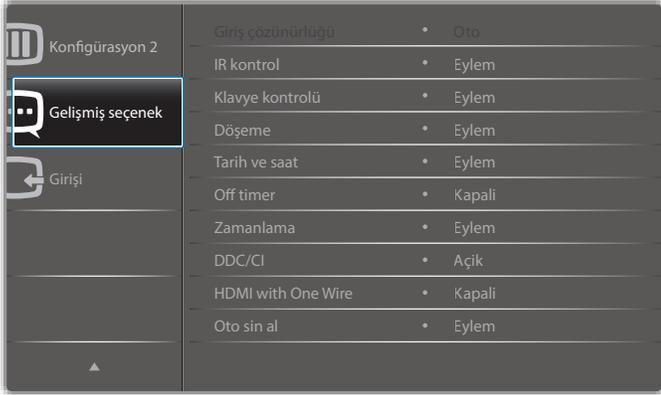 Konfigürasyon 2
Gelişmiş seçenek
Girişi
Giriş çözünürlüğü • Oto
IR kontrol • Eylem
Klavye kontrolü • Eylem
Döşeme • Eylem
Tarih ve saat • Eylem
Off timer • Kapali
Zamanlama • Eylem
DDC/CI • Açik
HDMI with One Wire • Kapali
Oto sin al • Eylem